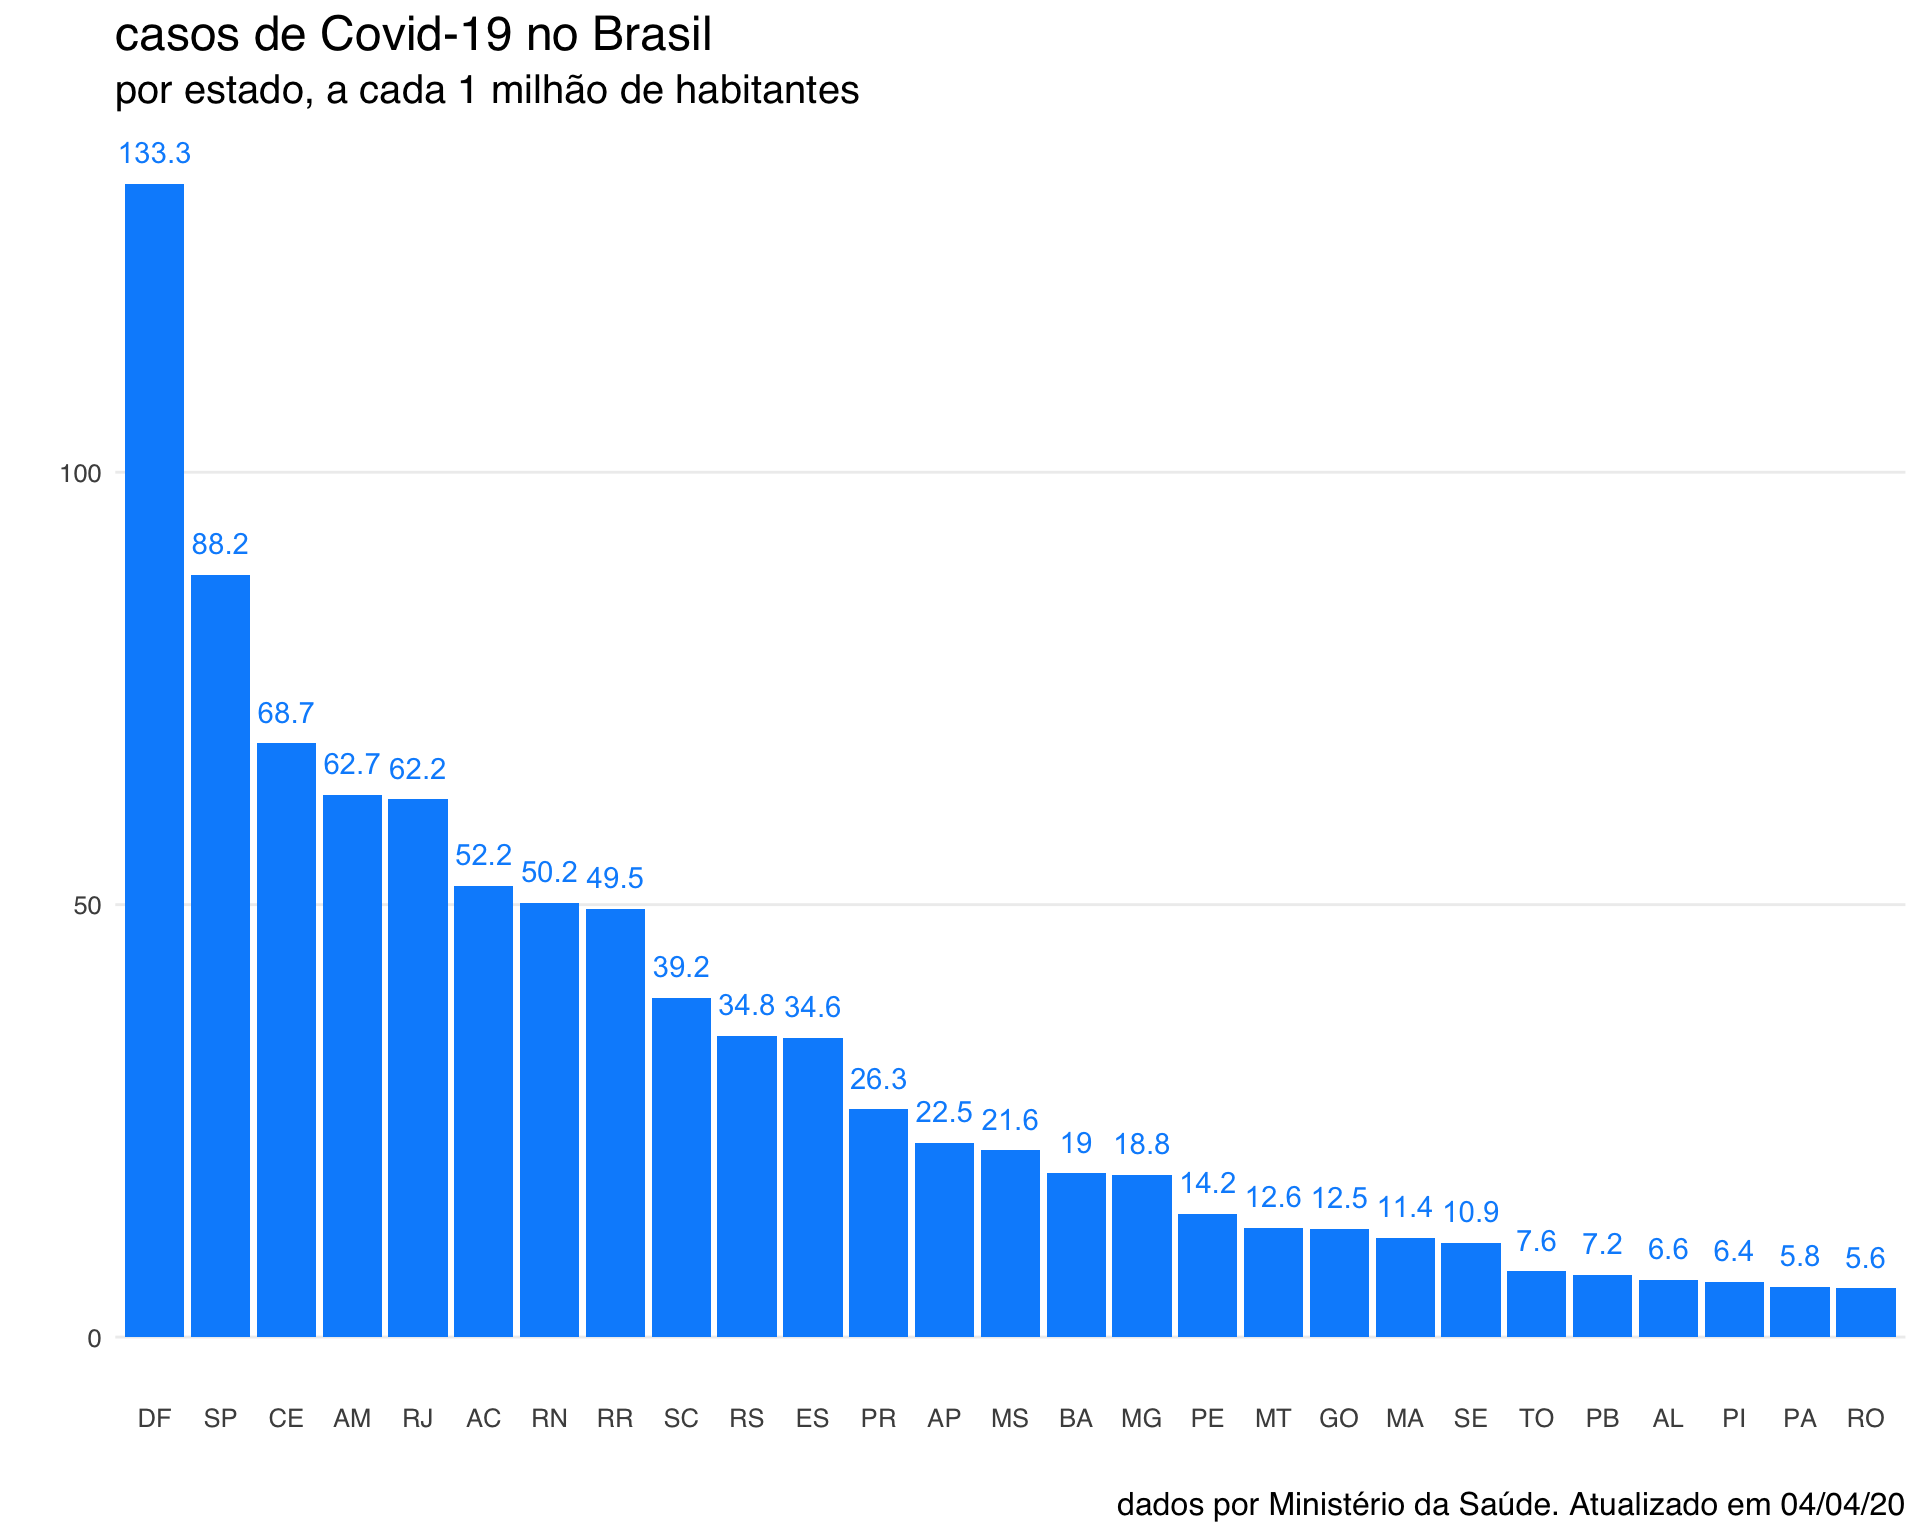 casos de Covid-19 no Brasil
por estado, a cada 1 milhão de habitantes
133.3
100
88.2
68.7
62.7 62.2
52.2
50.2 49.5
50
39.2
34.8 34.6
26.3
22.5 21.6
19 18.8
14.2 12.6 12.5 11.4 10.9
7.6 7.2 6.6 6.4 5.8 5.6
0
DF SP CE AM RJ AC RN RR SC RS ES PR AP MS BA MG PE MT GO MA SE TO PB AL PI PA RO
dados por Ministério da Saúde. Atualizado em 04/04/20